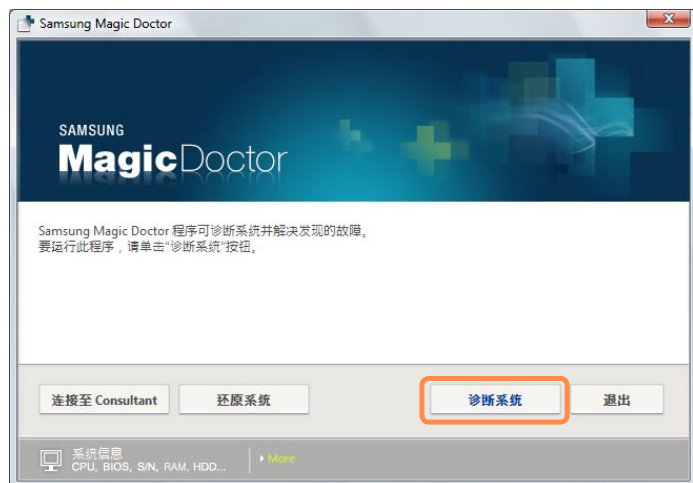 Samsung Magic Doctor
SAMSUNG
MagicDoctor
Samsung Magic Doctor 程序可诊断系统并解决发现的故障。
要运行此程序，请单击"诊断系统"按钮。
连接至 Consultant
还原系统
诊断系统
退出
系统信息
CPU, BIOS, S/N, RAM, HDD...
More